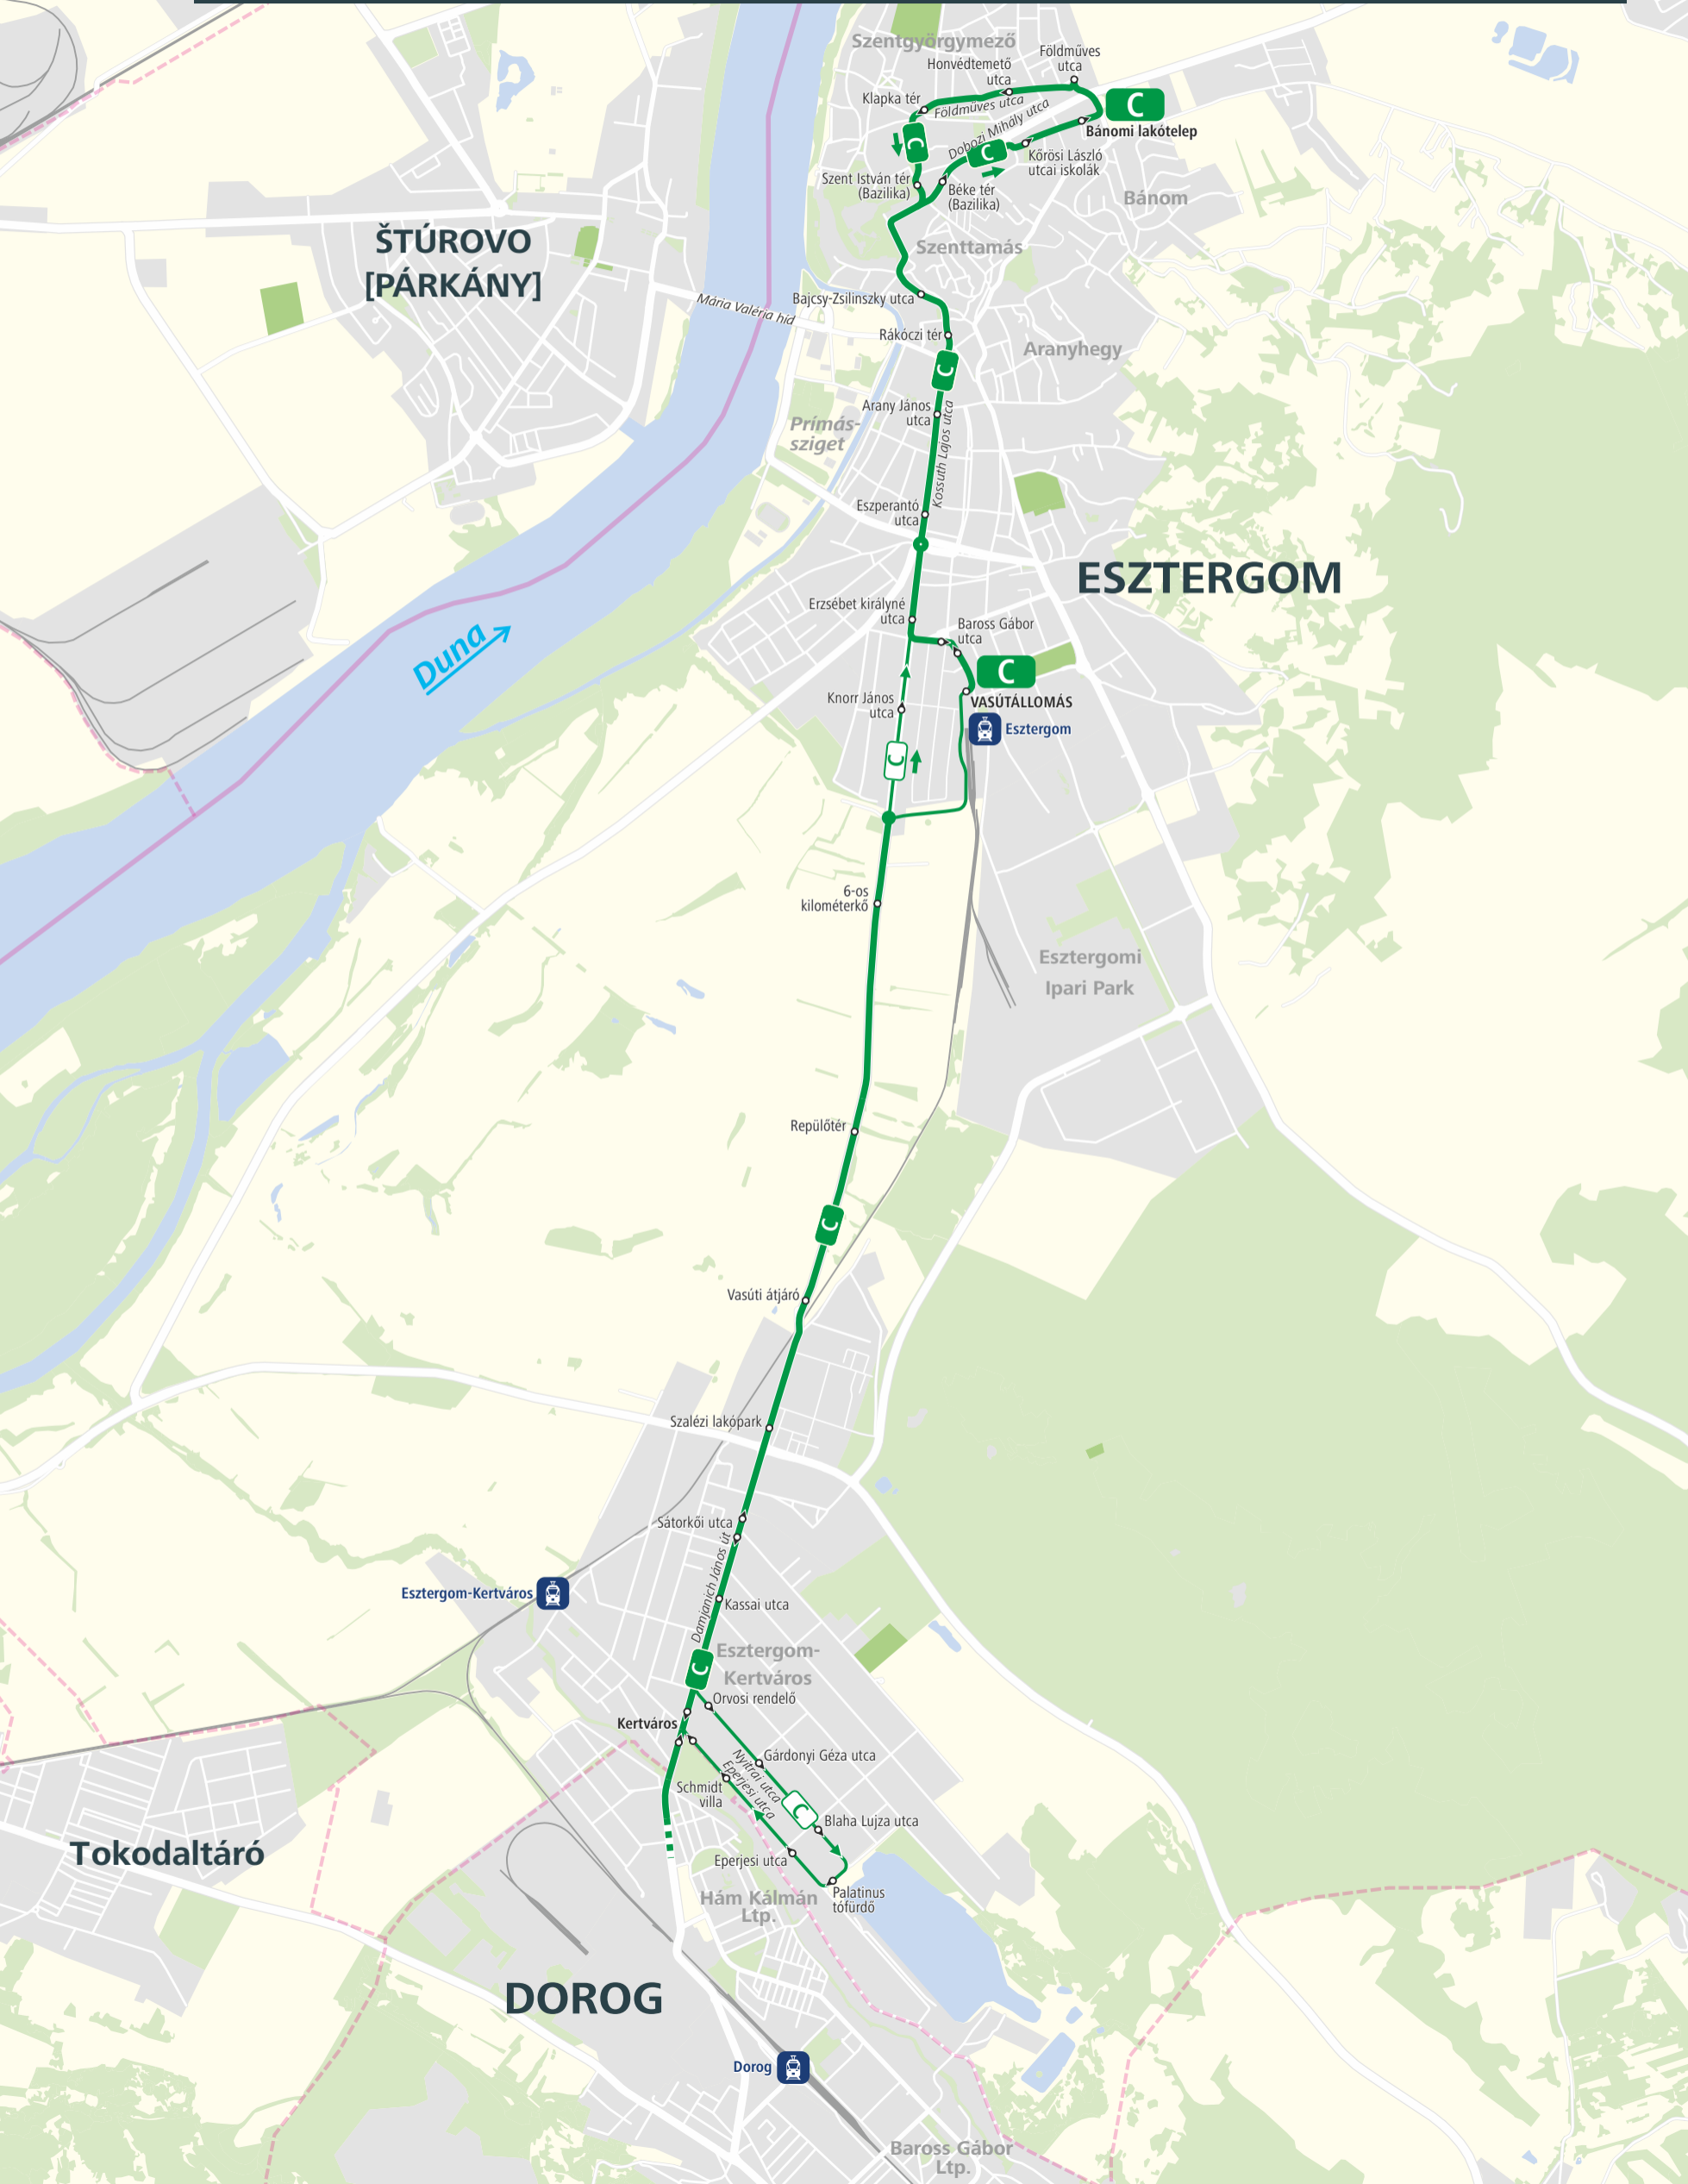 Szentgyörgymező
Földműves
utca
Honvédtemető
utca
Klapka tér
Földműves utca
C
Dobozi Mihály utca
Bánomi lakótelep
C
C
Kőrösi László
utcai iskolák
Szent István tér
(Bazilika)
Béke tér
(Bazilika)
Bánom
ŠTÚROVO
[PÁRKÁNY]
Szenttamás
Mária Valéria híd
Bajcsy-Zsilinszky utca
Rákóczi tér
Aranyhegy
C
Arany János
utca
Kossuth Lajos utca
Prímás-
sziget
Eszperantó
utca
ESZTERGOM
Erzsébet királyné
utca
Baross Gábor
utca
Duna
C
VASÚTÁLLOMÁS
Knorr János
utca
Esztergom
C
6-os
kilométerkő
Esztergomi
Ipari Park
Repülőtér
C
Vasúti átjáró
Szalézi lakópark
Sátorkői utca
Damjanich János út
Esztergom-Kertváros
Kassai utca
Esztergom-
Kertváros
C
Orvosi rendelő
Kertváros
Gárdonyi Géza utca
Nyitrai utca
Eperjesi utca
Schmidt
villa
C
Blaha Lujza utca
Tokodaltáró
Eperjesi utca
Palatinus
tófürdő
Hám Kálmán
Ltp.
DOROG
Dorog
Baross Gábor
Ltp.